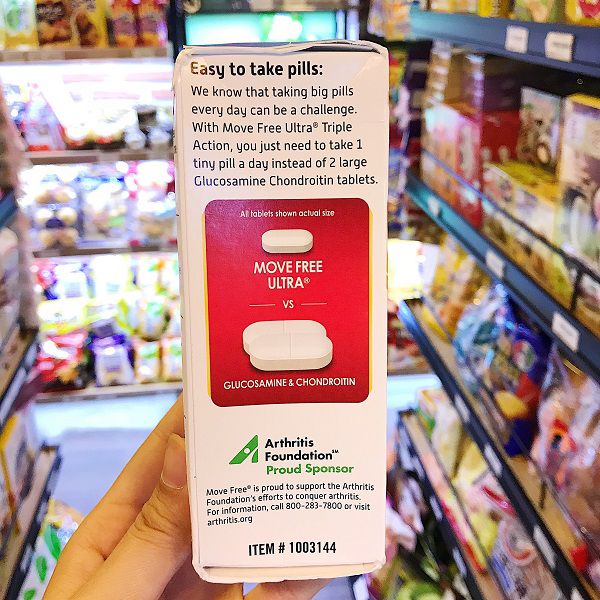 Easy to take pills:
We know that taking big pills
every day can be a challenge.
With Move Free Ultra® Triple
Action, you just need to take 1
tiny pill a day instead of 2 large
Glucosamine Chondroitin tablets.
All tablets shown actual size
MOVE FREE
ULTRA®
VS
GLUCOSAMINE & CHONDROITIN
Arthritis
Foundation℠
Proud Sponsor
Move Free® is proud to support the Arthritis
Foundation's efforts to conquer arthritis.
For information, call 800-283-7800 or visit
arthritis.org
ITEM # 1003144